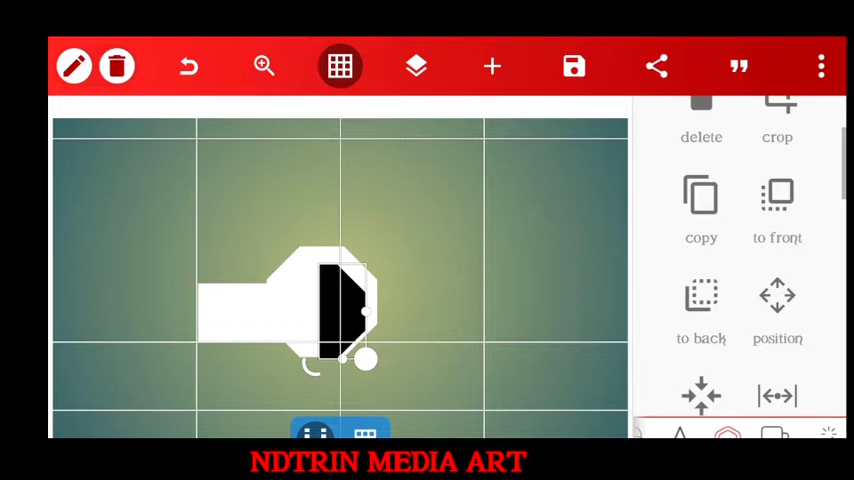 delete crop
copy to front
to back position
NDTRIN MEDIA ART